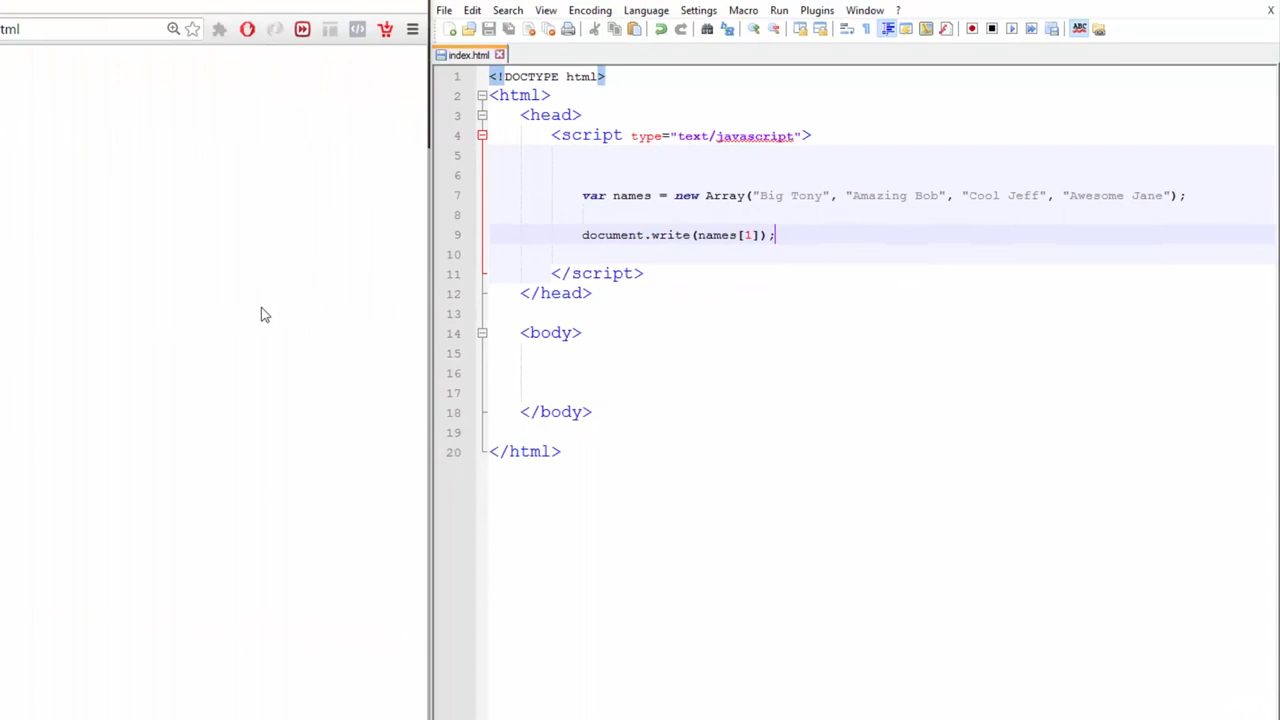 File Edit Search View Encoding Language Settings Macro Run Plugins Window ? X
tml
index.html
1 <!DOCTYPE html>
2 <html>
3 <head>
4 <script type="text/javascript">
5
6
7 var names = new Array("Big Tony", "Amazing Bob", "Cool Jeff", "Awesome Jane");
8
9 document.write(names[1]);
10
11 </script>
12 </head>
13
14 <body>
15
16
17
18 </body>
19
20 </html>